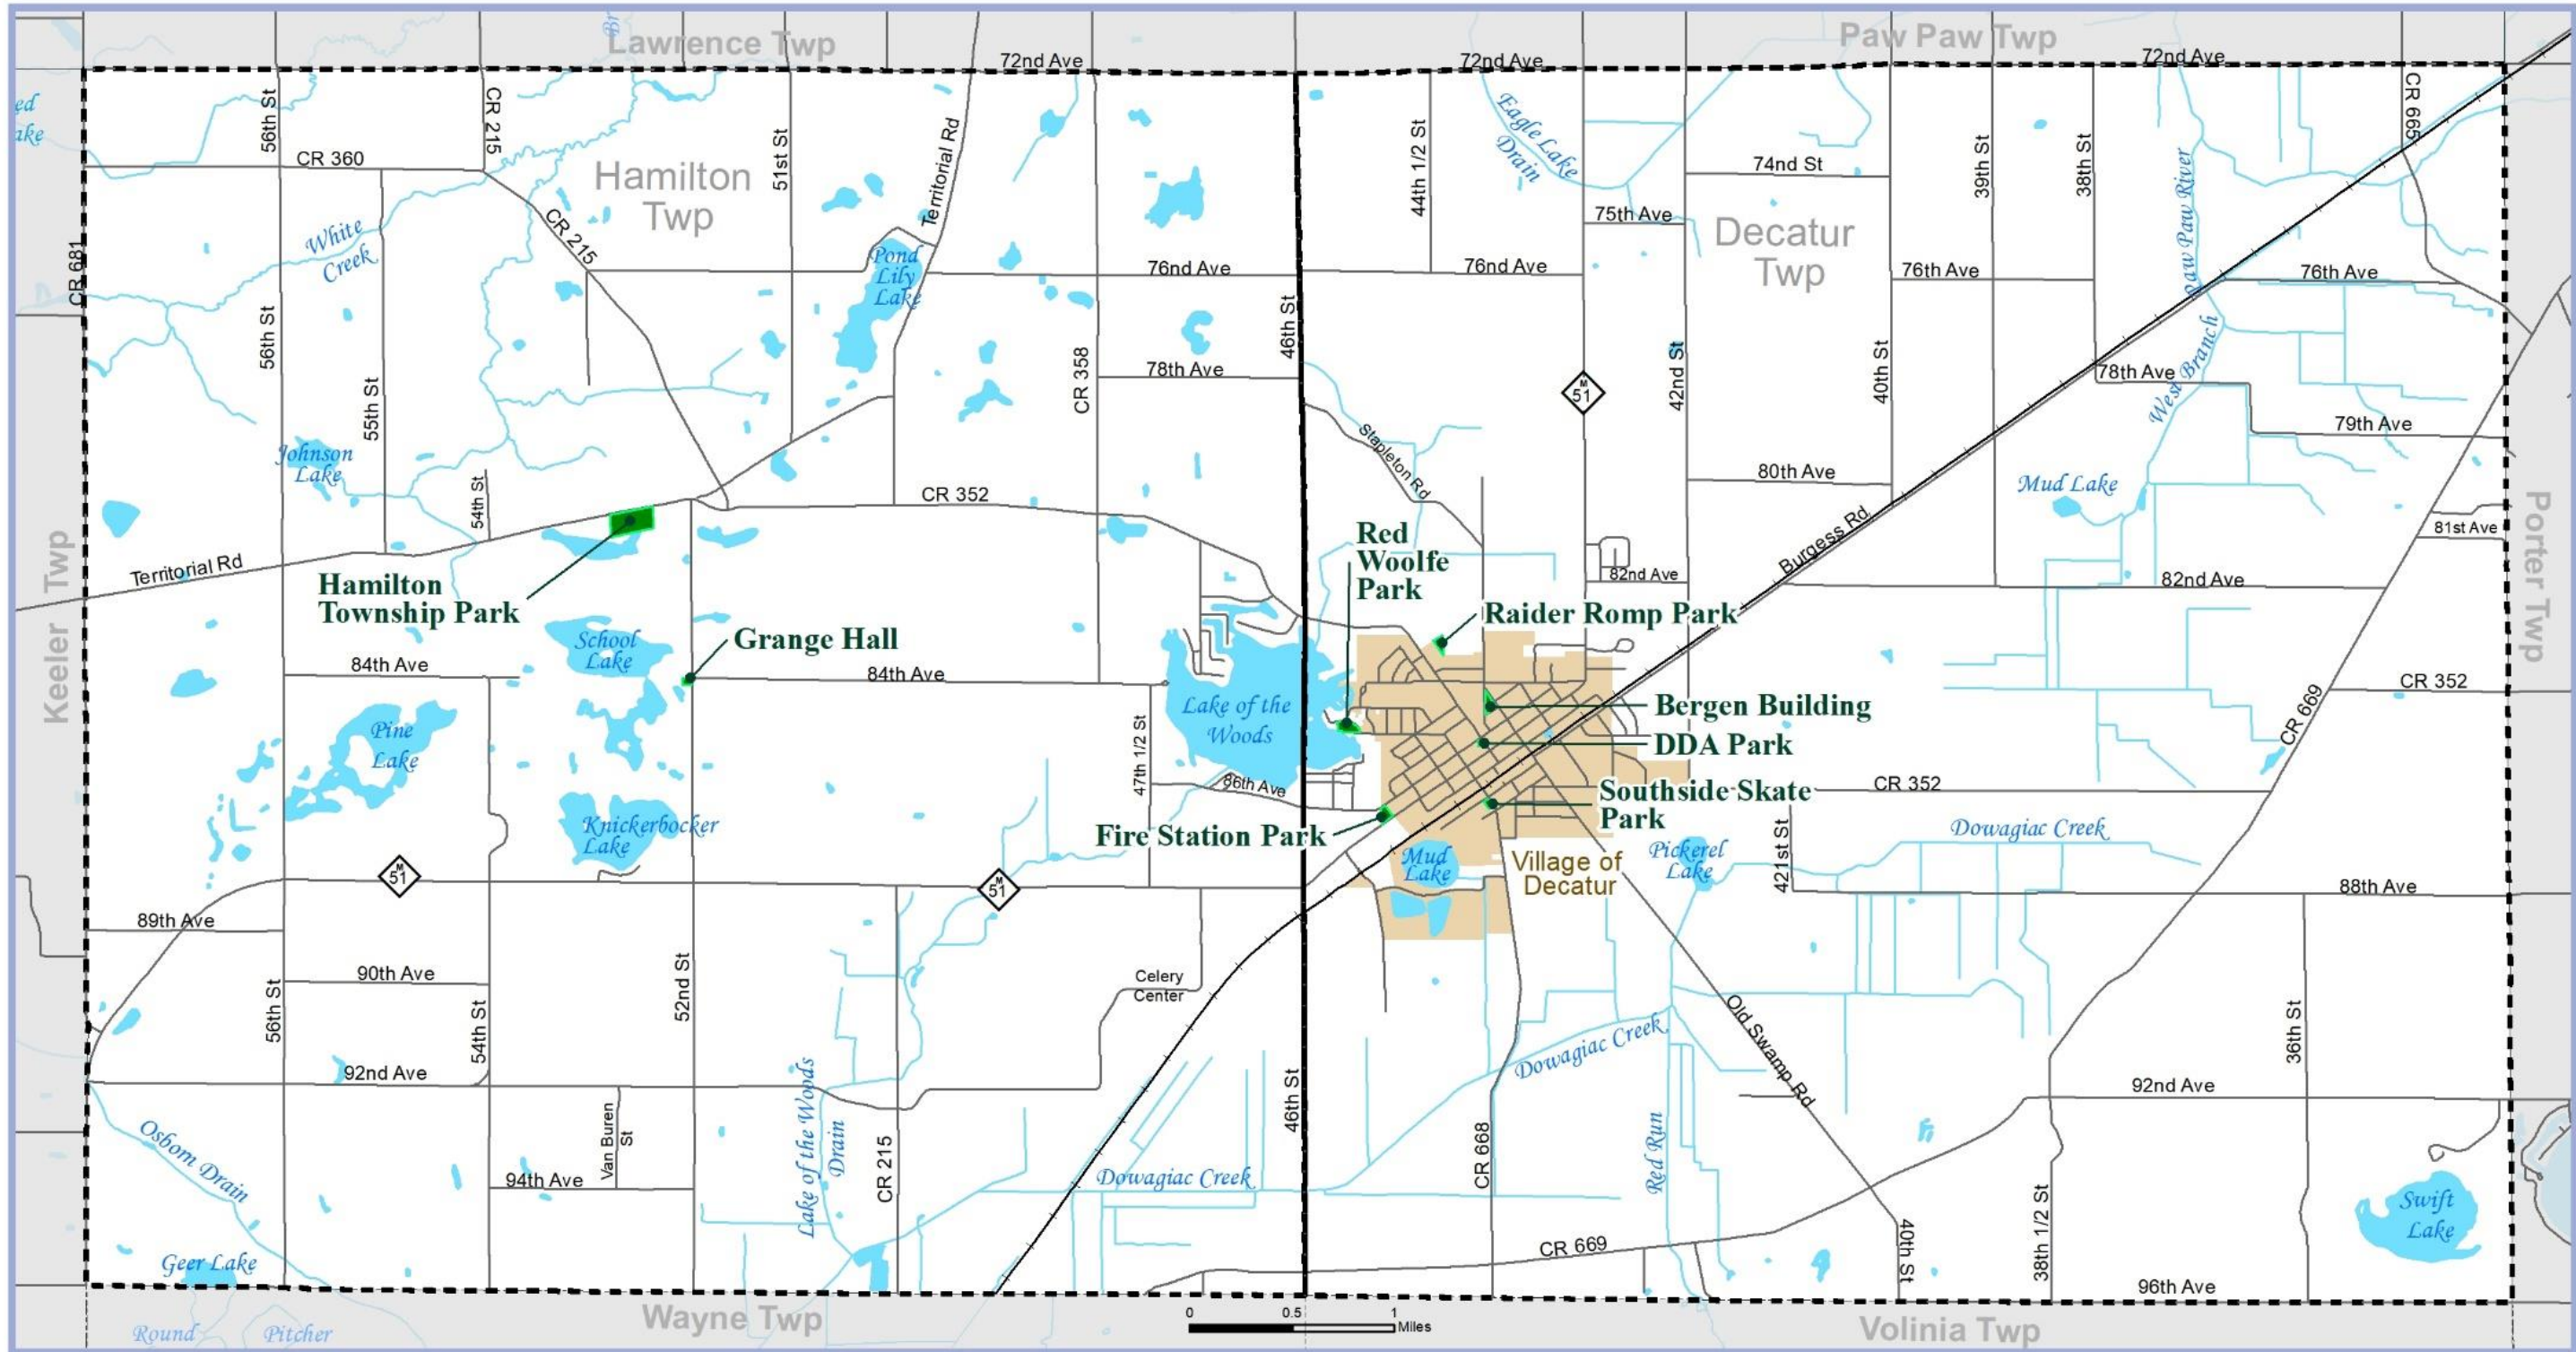 Lawrence Twp
Paw Paw Twp
72nd Ave
72nd Ave
72nd Ave
ed
ake
Br
56th St
CR 215
51st St
Territorial Rd
44th 1/2 St
Eagle Lake
Drain
39th St
38th St
CR 665
CR 360
Hamilton
Twp
74nd St
Paw Paw River
75th Ave
Decatur
Twp
White
Creek
CR 215
Pond
Lily
Lake
CR 681
76nd Ave
76nd Ave
76th Ave
76th Ave
56th St
46th St
55th St
CR 358
78th Ave
M
51
42nd St
40th St
78th Ave
West Branch
79th Ave
Stapleton Rd
Johnson
Lake
54th St
CR 352
80th Ave
Mud Lake
Burgess Rd
81st Ave
Porter Twp
Keeler Twp
Territorial Rd
Hamilton
Township Park
Red
Woolfe
Park
82nd Ave
82nd Ave
Raider Romp Park
School
Lake
Grange Hall
84th Ave
84th Ave
CR 352
Pine
Lake
Lake of the
Woods
47th 1/2 St
Bergen Building
DDA Park
CR 669
86th Ave
CR 352
Southside Skate
Park
Knickerbocker
Lake
Fire Station Park
421st St
Dowagiac Creek
Mud
Lake
Village of
Decatur
Pickerel
Lake
M
51
M
51
88th Ave
89th Ave
90th Ave
Celery
Center
56th St
54th St
52nd St
Old Swamp Rd
36th St
Dowagiac Creek
92nd Ave
92nd Ave
Van Buren
St
Lake of the Woods
Drain
46th St
Osborn Drain
CR 215
CR 668
Red Run
94th Ave
Dowagiac Creek
Swift
Lake
38th 1/2 St
40th St
CR 669
Geer Lake
96th Ave
Wayne Twp
0 0.5 1
Miles
Volinia Twp
Round
Pitcher